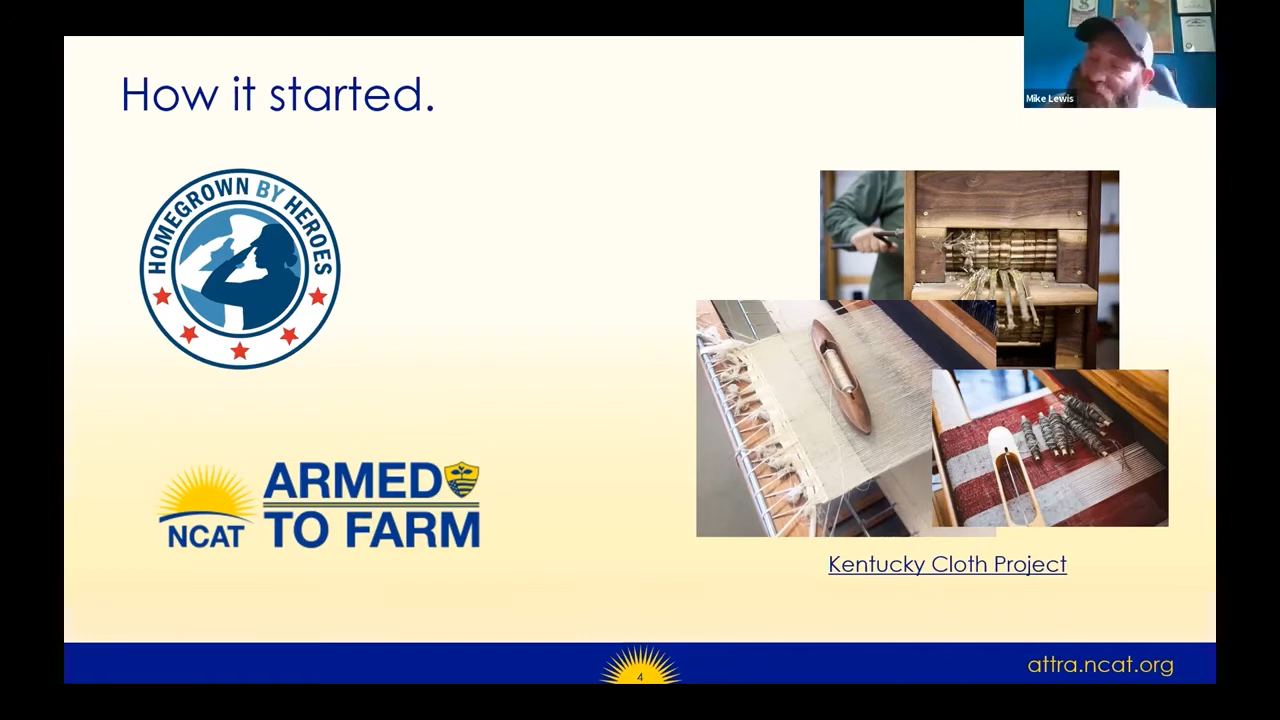 How it started.
Mike Lewis
HOMEGROWN BY HEROES
NCAT
ARMED
TO FARM
Kentucky Cloth Project
4
attra.ncat.org